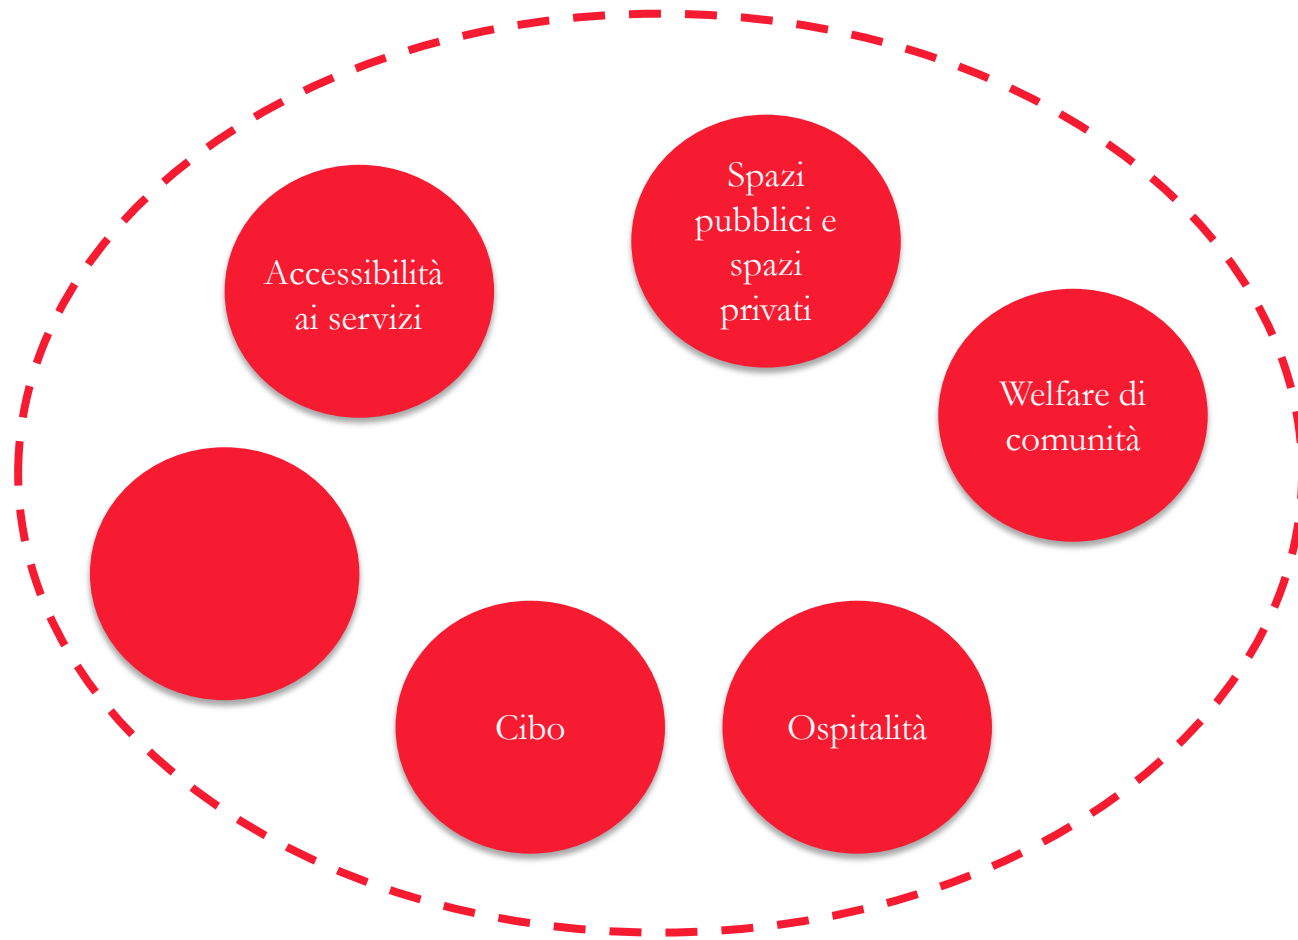 Spazi
pubblici e
spazi
privati
Accessibilità
ai servizi
Welfare di
comunità
Cibo
Ospitalità